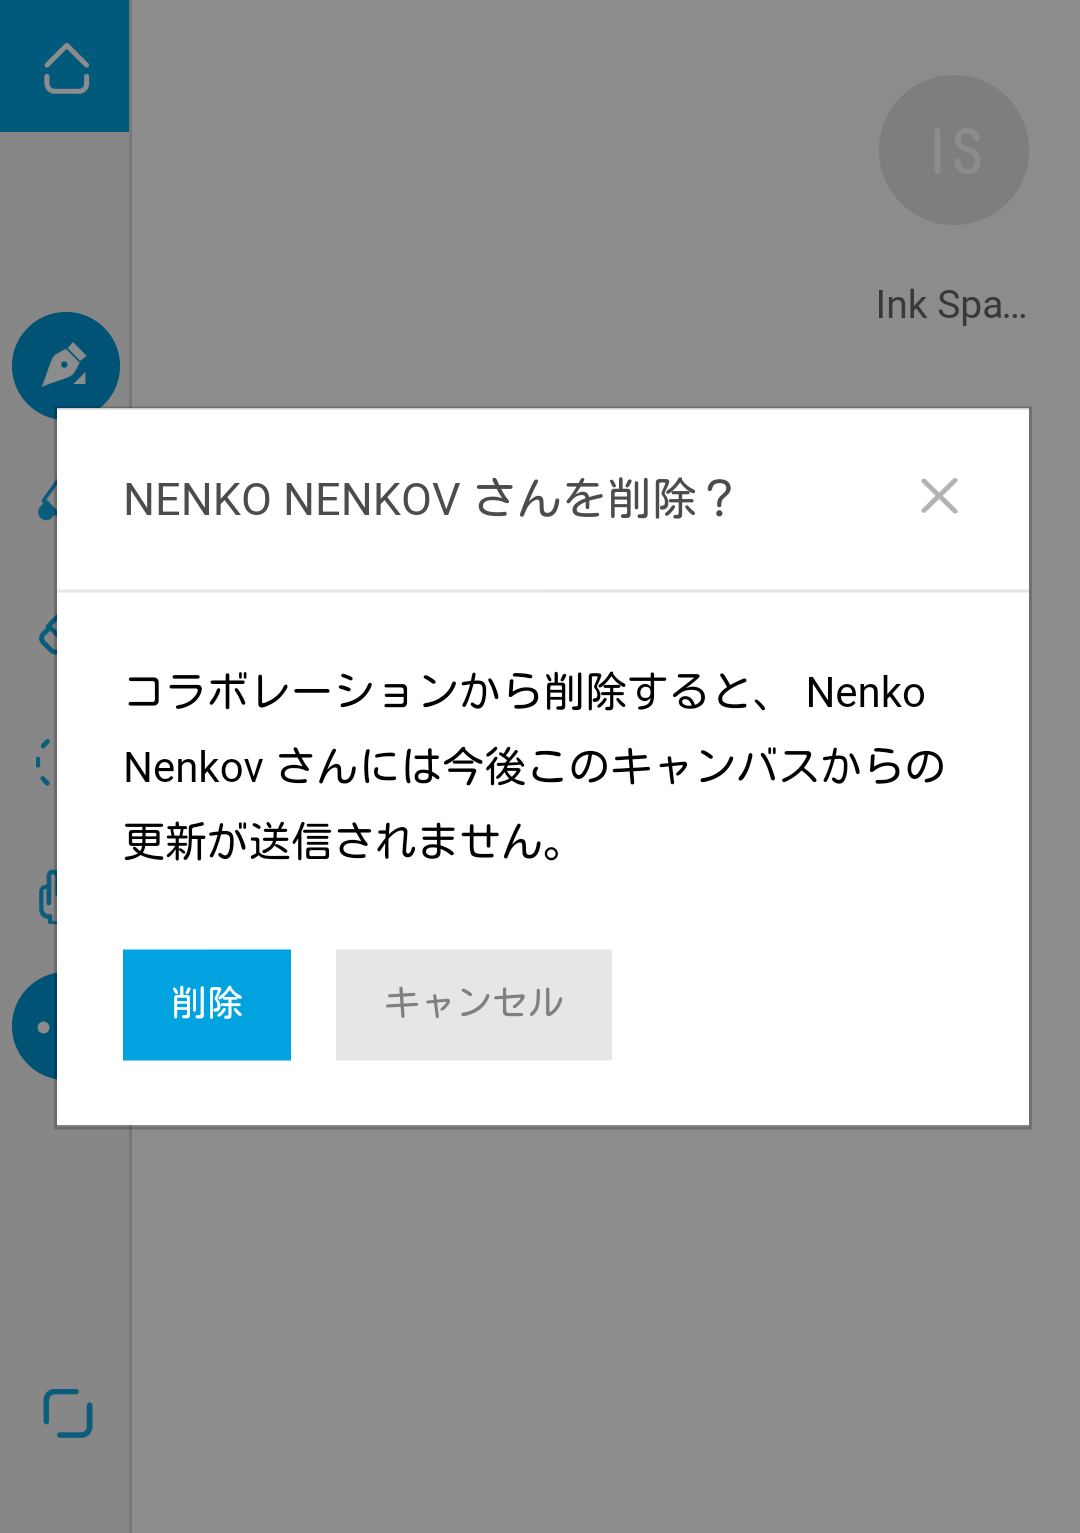 IS
Ink Spa...
NENKO NENKOV さんを削除？
コラボレーションから削除すると、 Nenko
Nenkov さんには今後このキャンバスからの
更新が送信されません。
削除
キャンセル